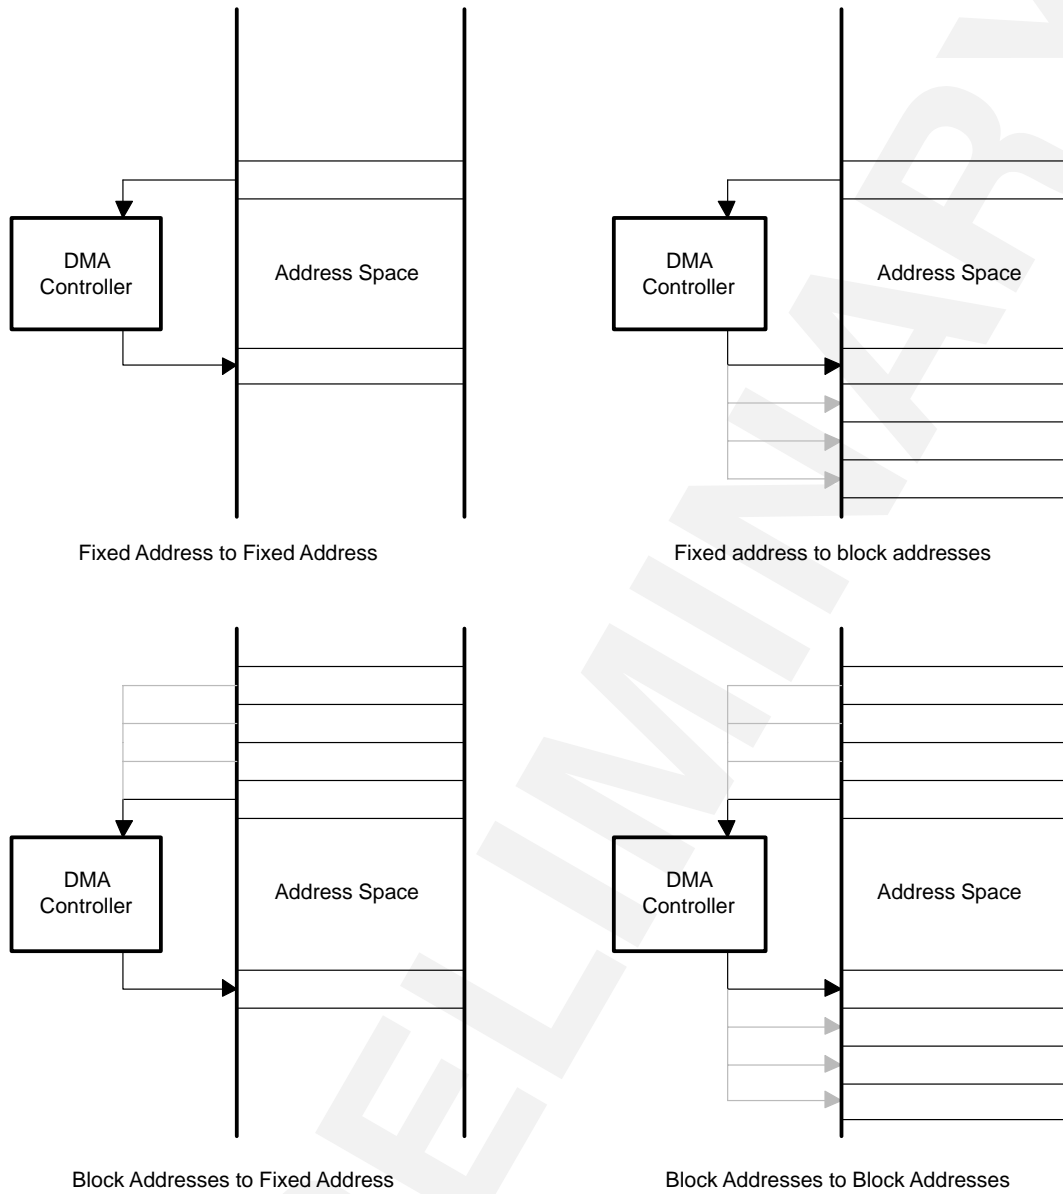 DMA
Controller
Address Space
DMA
Controller
Address Space
Fixed Address to Fixed Address
Fixed address to block addresses
DMA
Controller
Address Space
DMA
Controller
Address Space
Block Addresses to Fixed Address
Block Addresses to Block Addresses
ELIMINARY